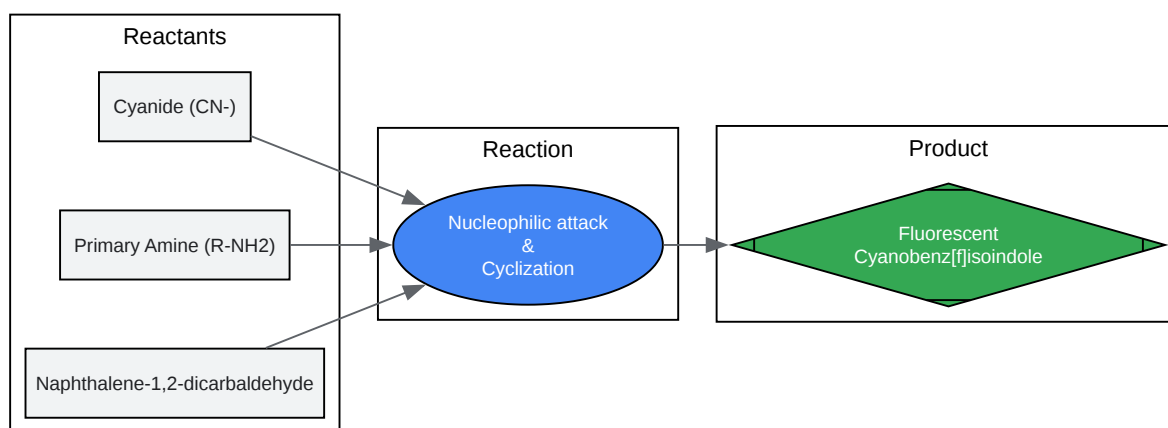 Reactants
Cyanide (CN-)
Primary Amine (R-NH2)
Naphthalene-1,2-dicarbaldehyde
Reaction
Nucleophilic attack
&
Cyclization
Product
Fluorescent
Cyanobenz[f]isoindole